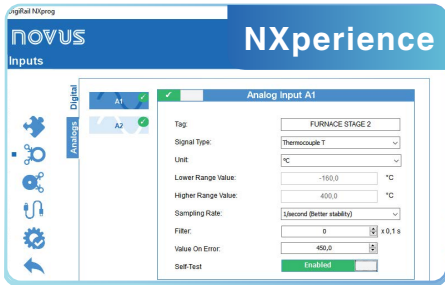 DigiRail NXprog
novus
NXperience
Inputs
Digital
Analogs
A1
A2
Analog Input A1
Tag: FURNACE STAGE 2
Signal Type: Thermocouple T
Unit: ºC
Lower Range Value: -160,0 °C
Higher Range Value: 400,0 °C
Sampling Rate: 1/second (Better stability)
Filter: 0 x 0,1 s
Value On Error: 450,0
Self-Test Enabled